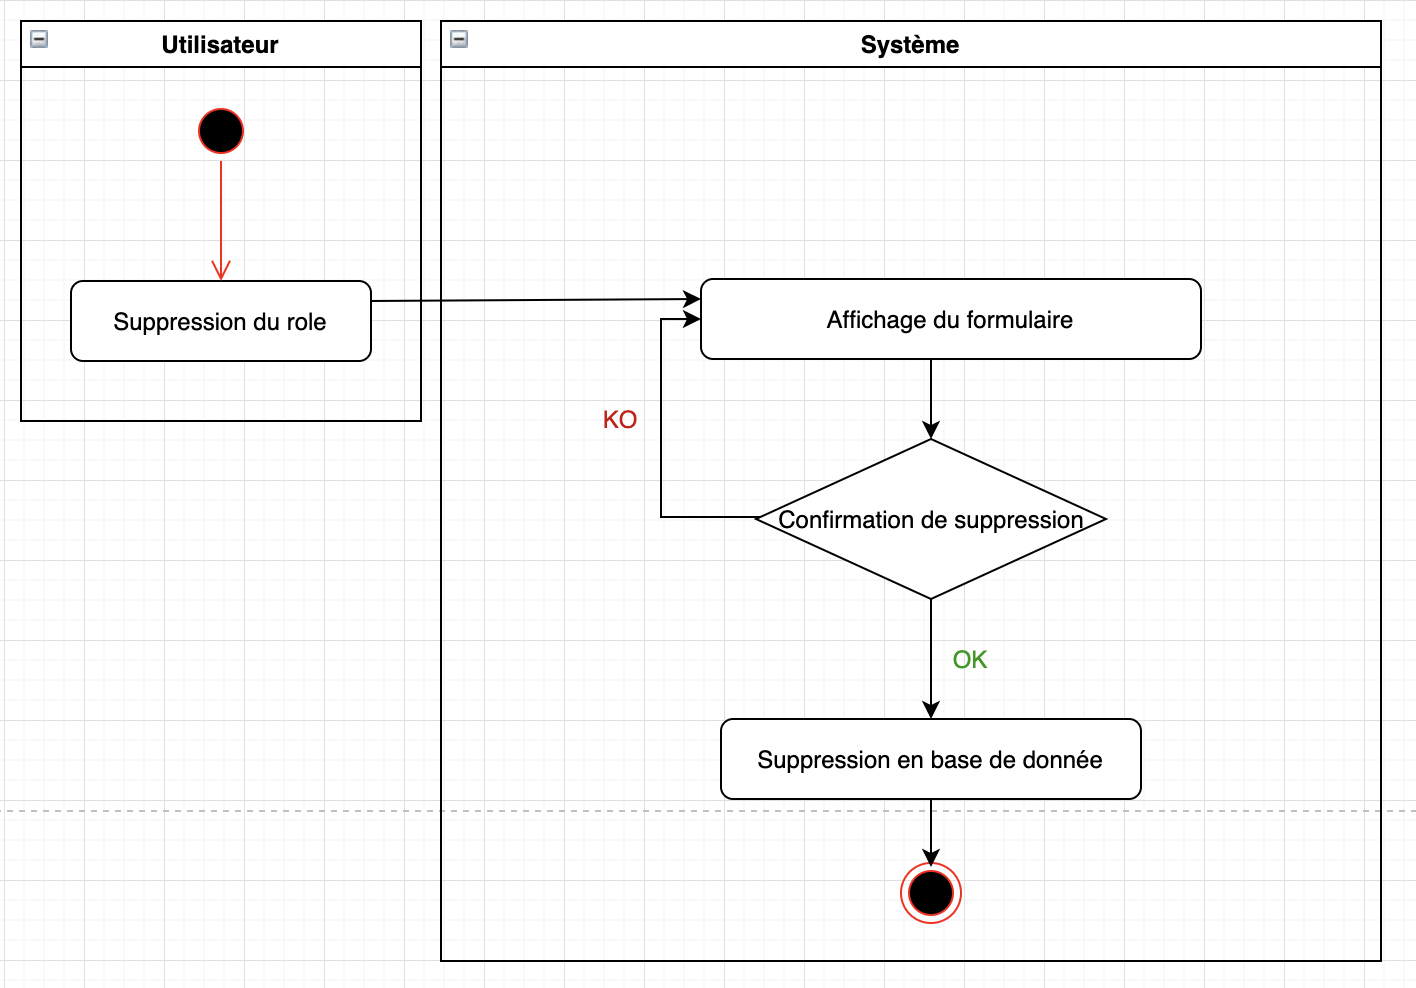 Utilisateur
Système
Suppression du role
Affichage du formulaire
KO
Confirmation de suppression
OK
Suppression en base de donnée